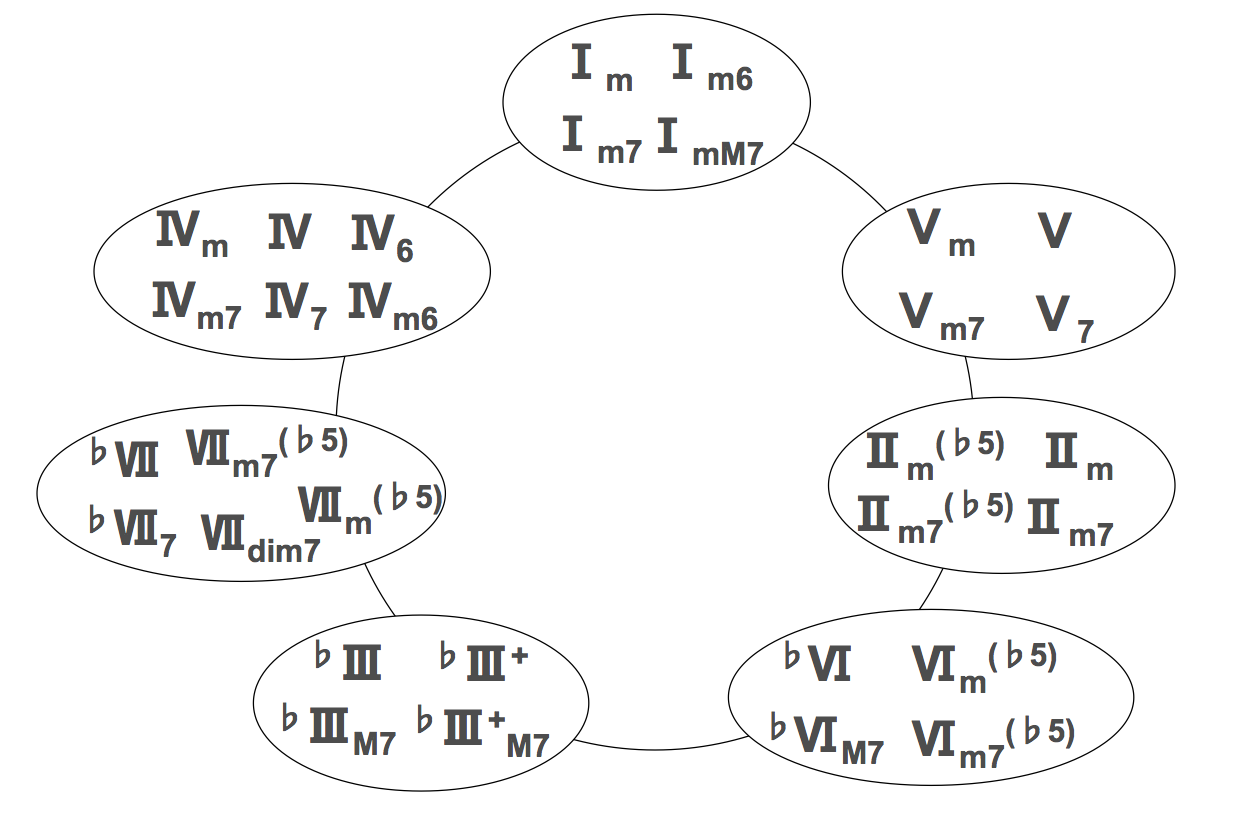 Ⅰm Ⅰm6
Ⅰm7 ⅠmM7
Ⅳm Ⅳ Ⅳ6
Ⅳm7 Ⅳ7 Ⅳm6
Ⅴm Ⅴ
Ⅴm7 Ⅴ7
♭Ⅶ Ⅶm7(♭5)
Ⅶm(♭5)
♭Ⅶ7 Ⅶdim7
Ⅱm(♭5) Ⅱm
Ⅱm7(♭5) Ⅱm7
♭Ⅲ ♭Ⅲ+
♭ⅢM7 ♭Ⅲ+M7
♭Ⅵ Ⅵm(♭5)
♭ⅥM7 Ⅵm7(♭5)